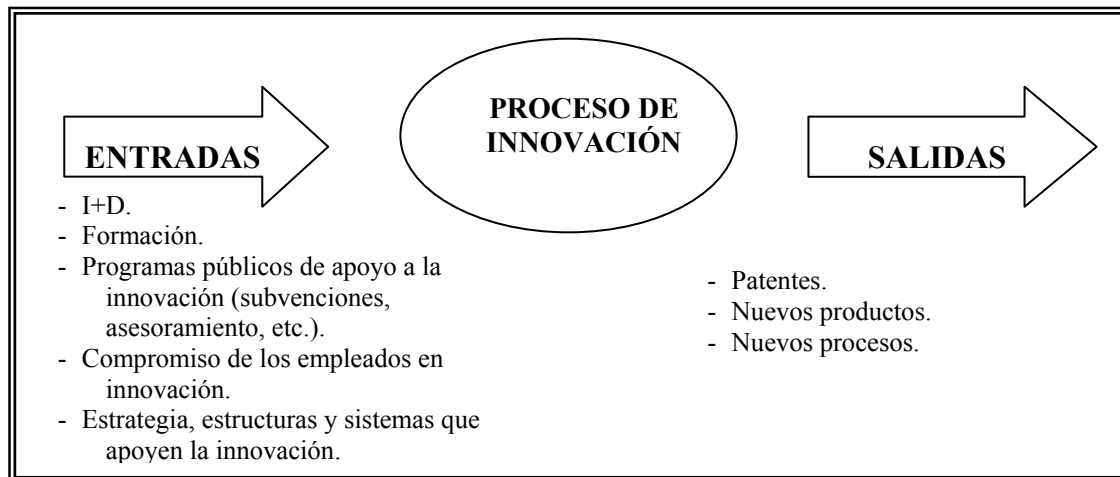 ENTRADAS
- I+D.
- Formación.
- Programas públicos de apoyo a la
innovación (subvenciones,
asesoramiento, etc.).
- Compromiso de los empleados en
innovación.
- Estrategia, estructuras y sistemas que
apoyen la innovación.
PROCESO DE
INNOVACIÓN
SALIDAS
- Patentes.
- Nuevos productos.
- Nuevos procesos.